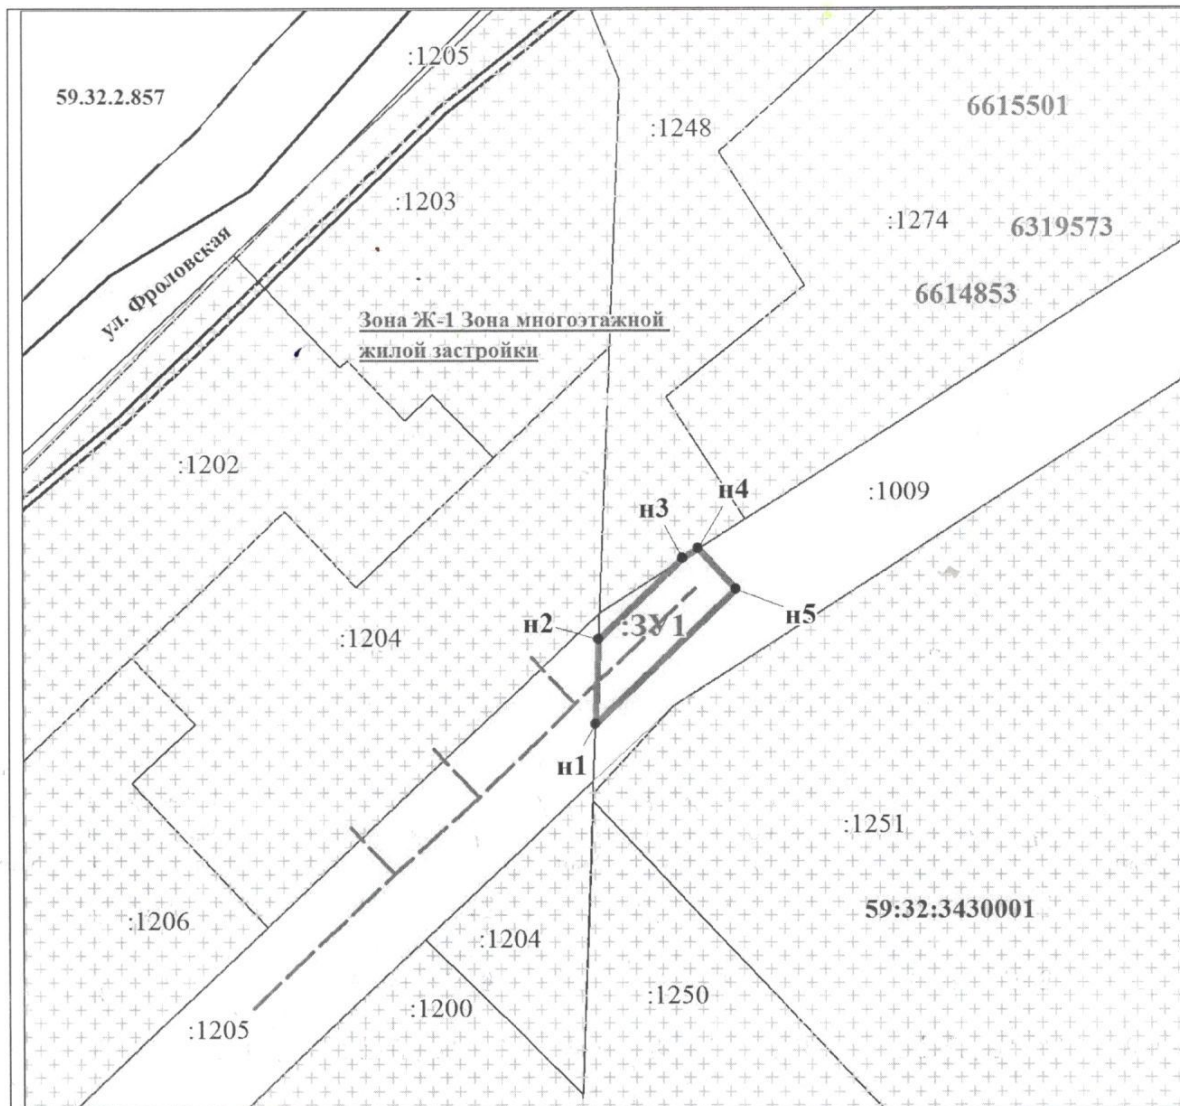 :1205
59.32.2.857
6615501
:1248
:1203
:1274
6319573
ул. Фроловская
6614853
Зона Ж-1 Зона многоэтажной
жилой застройки
:1202
:1009
н4
н3
н5
н2
:ЗУ1
:1204
н1
:1251
59:32:3430001
:1206
:1204
:1250
:1200
:1205